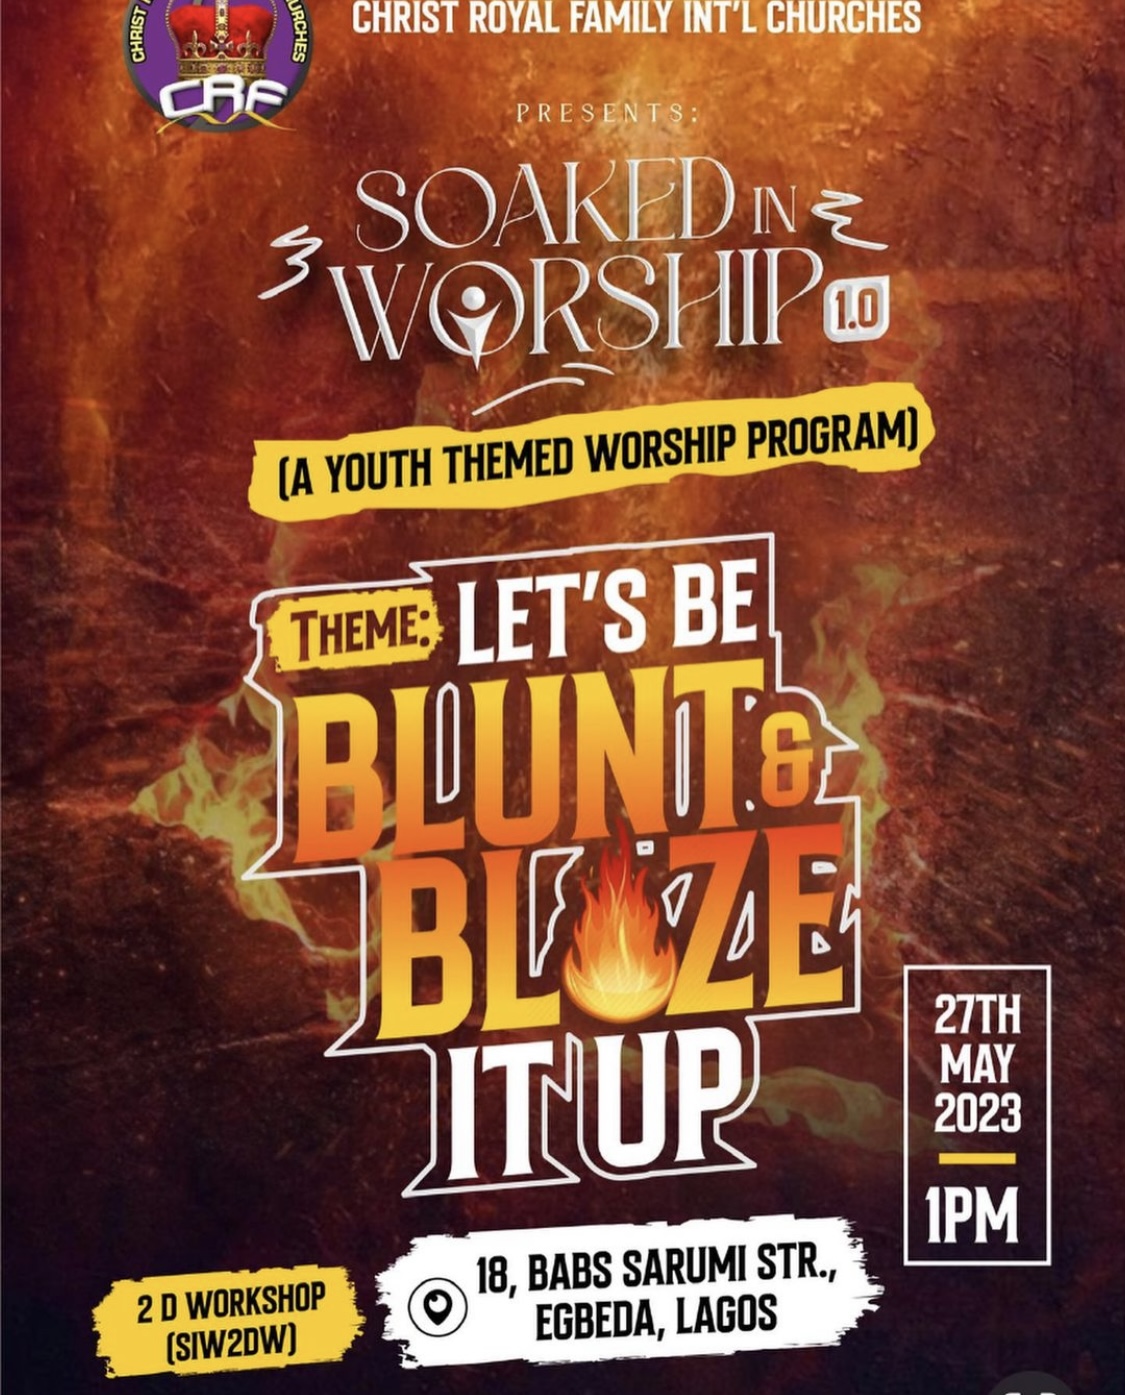 CHRIST ROYAL FAMILY INT'L CHURCHES
CHURCHES
CRF
PRESENTS:
SOAKED IN
WORSHIP 1.0
(A YOUTH THEMED WORSHIP PROGRAM)
THEME: LET'S BE
BLUNT &
BLAZE
IT UP
27TH
MAY
2023
1PM
18, BABS SARUMI STR.,
EGBEDA, LAGOS
2 D WORKSHOP
(SIW2DW)